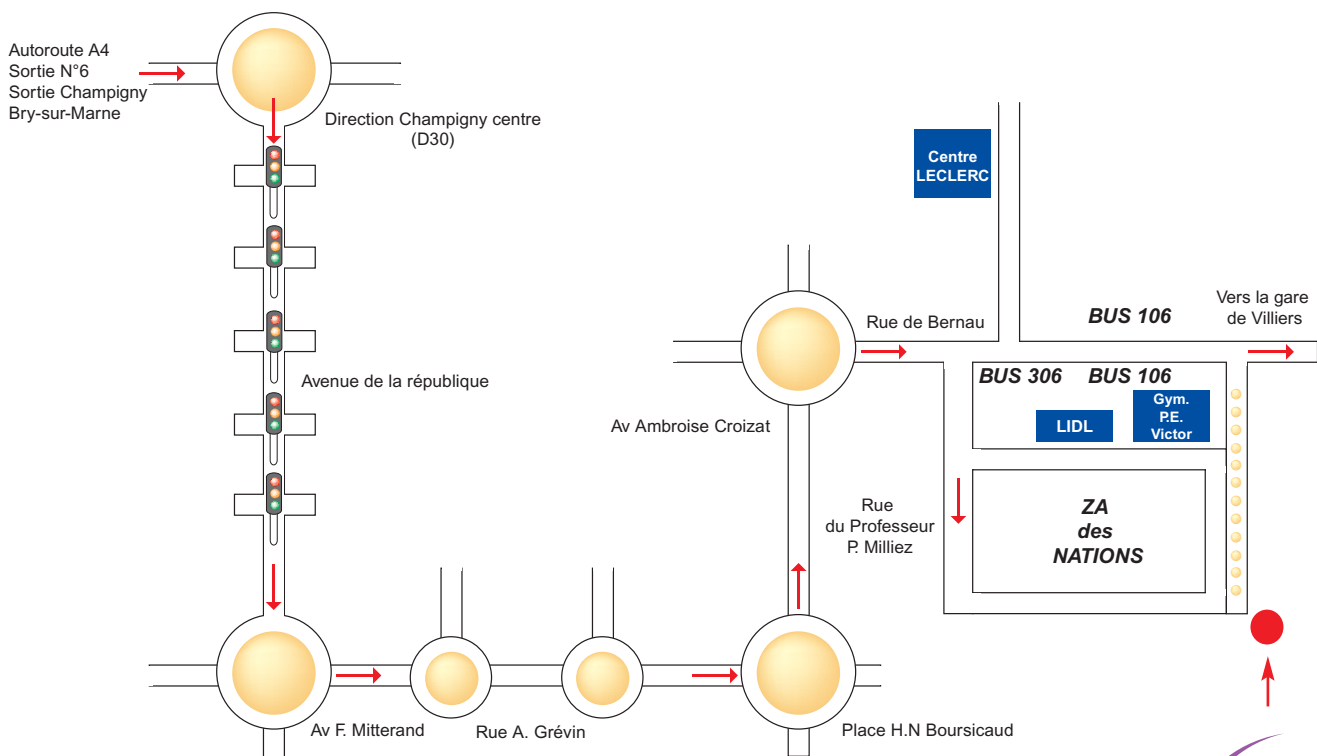 Autoroute A4
Sortie N°6
Sortie Champigny
Bry-sur-Marne
Direction Champigny centre
(D30)
Centre
LECLERC
Rue de Bernau
BUS 106
Vers la gare
de Villiers
BUS 306
BUS 106
Avenue de la république
LIDL
Gym.
P.E.
Victor
Av Ambroise Croizat
Rue
du Professeur
P. Milliez
ZA
des
NATIONS
Av F. Mitterand
Rue A. Grévin
Place H.N Boursicaud